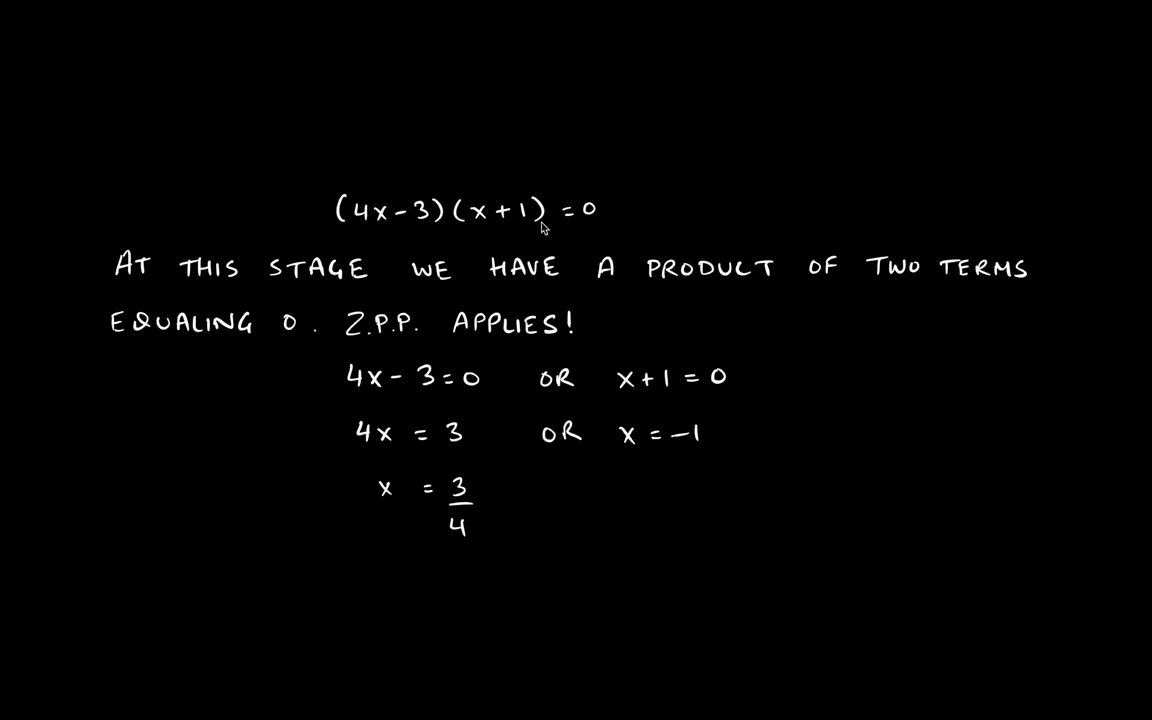 (4x-3)(x+1) = 0
AT THIS STAGE WE HAVE A PRODUCT OF TWO TERMS
EQUALING 0. Z.P.P. APPLIES!
4x-3=0 OR x+1=0
4x = 3 OR x = -1
x = 3/4